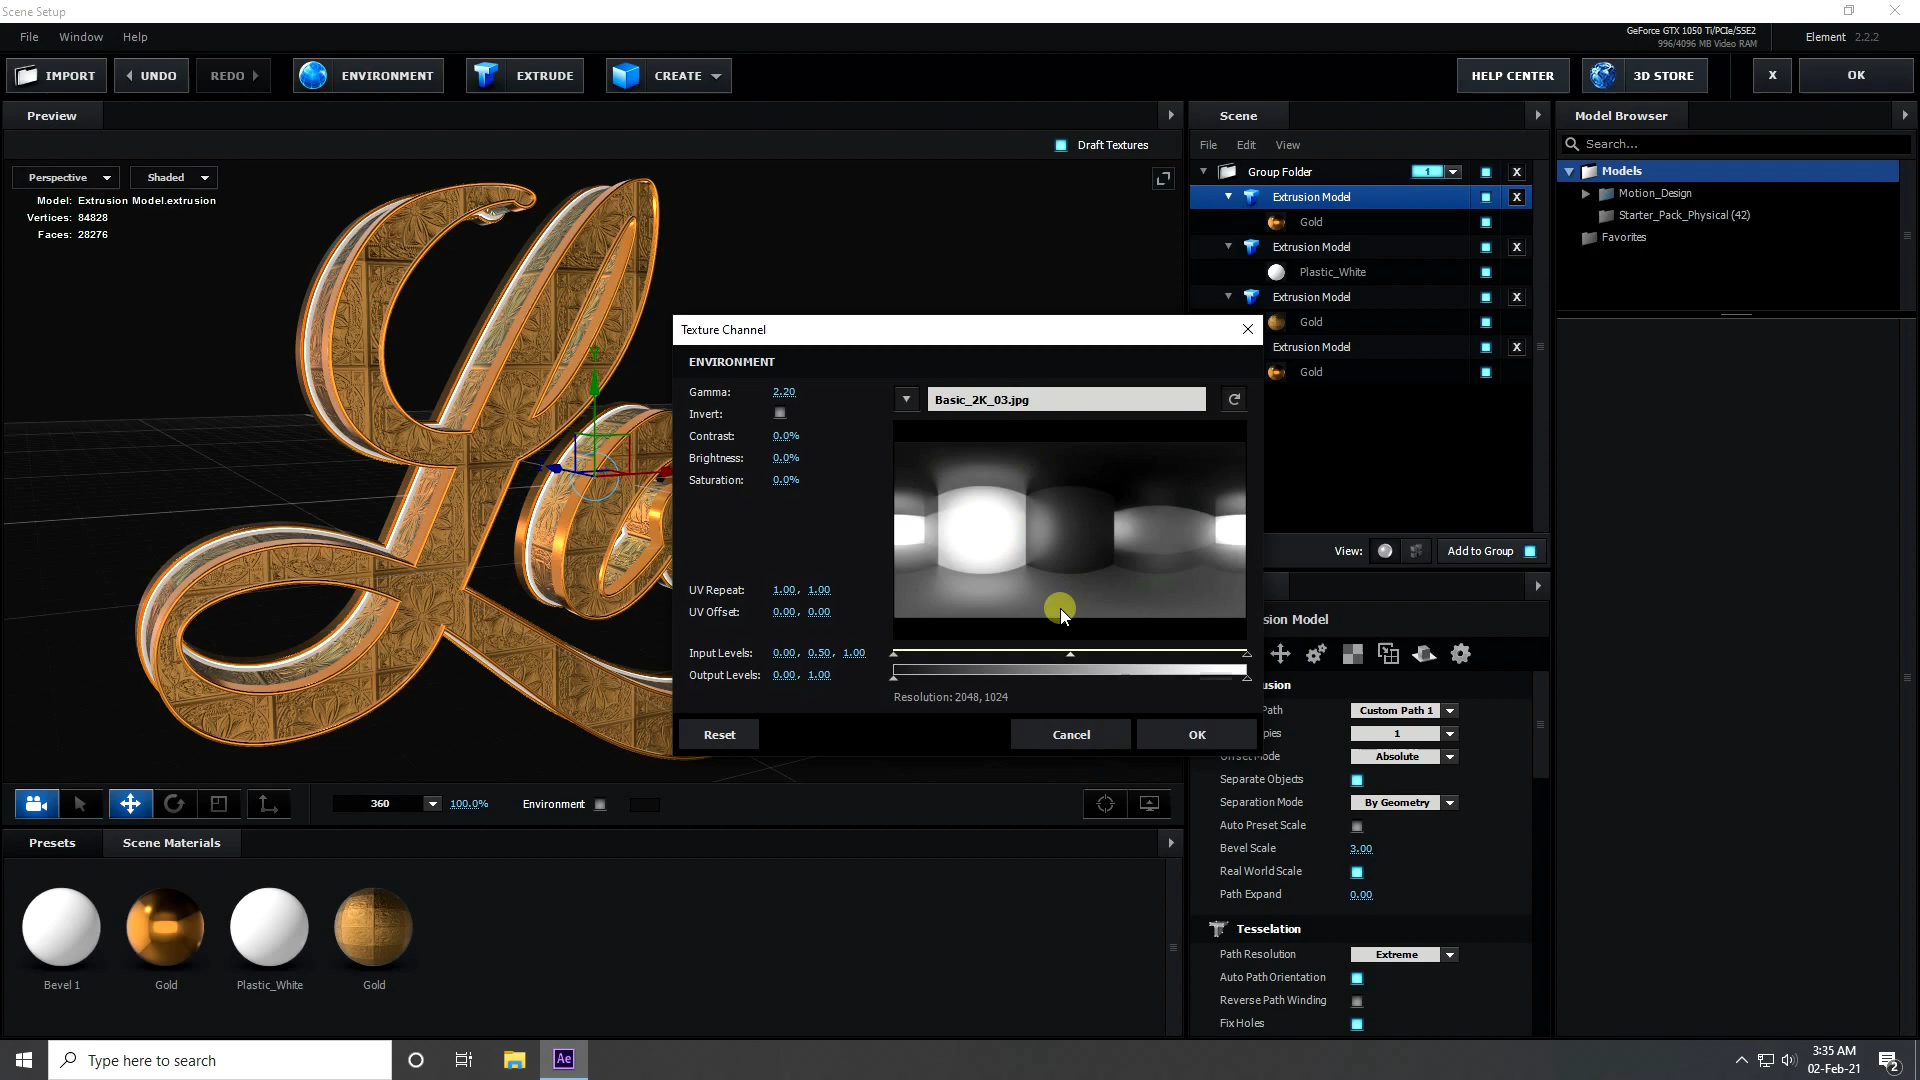 Scene Setup
File Window Help
GeForce GTX 1050 Ti/PCIe/SSE2
996/4096 MB Video RAM
Element 2.2.2
IMPORT UNDO REDO ENVIRONMENT EXTRUDE CREATE HELP CENTER 3D STORE X OK
Preview
Draft Textures
Perspective Shaded
Model: Extrusion Model.extrusion
Vertices: 84828
Faces: 28276
Scene
File Edit View
Group Folder 1 X
Extrusion Model X
Gold
Extrusion Model X
Plastic_White
Extrusion Model X
Gold
Extrusion Model X
Gold
View: Add to Group
Model Browser
Search...
Models
Motion_Design
Starter_Pack_Physical (42)
Favorites
Texture Channel
ENVIRONMENT
Gamma: 2.20
Invert:
Contrast: 0.0%
Brightness: 0.0%
Saturation: 0.0%
UV Repeat: 1.00, 1.00
UV Offset: 0.00, 0.00
Input Levels: 0.00, 0.50, 1.00
Output Levels: 0.00, 1.00
Basic_2K_03.jpg
Resolution: 2048, 1024
Reset Cancel OK
sion Model
usion
Path Custom Path 1
pies 1
Offset Mode Absolute
Separate Objects
Separation Mode By Geometry
Auto Preset Scale
Bevel Scale 3.00
Real World Scale
Path Expand 0.00
Tesselation
Path Resolution Extreme
Auto Path Orientation
Reverse Path Winding
Fix Holes
360 100.0% Environment
Presets Scene Materials
Bevel 1 Gold Plastic_White Gold
Type here to search
Ae
3:35 AM
02-Feb-21
2